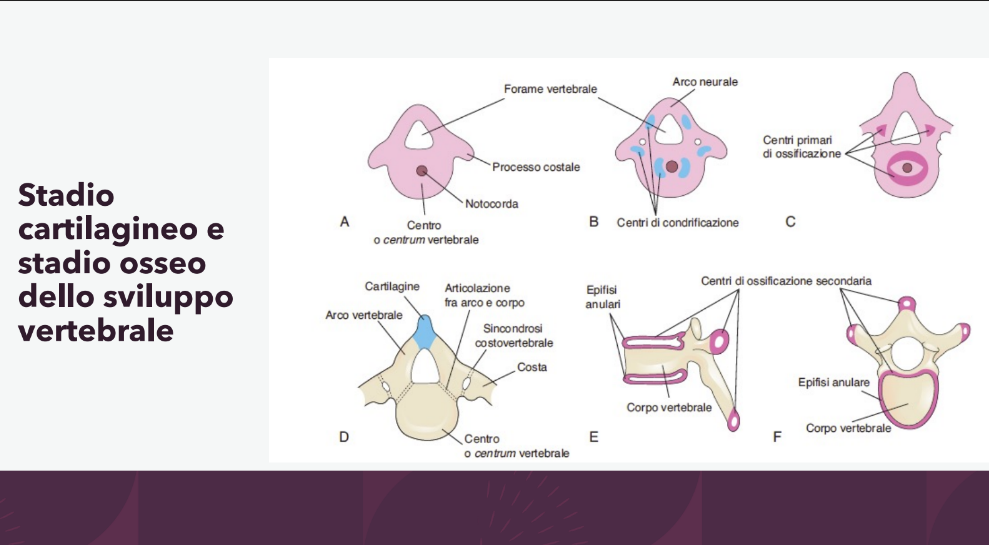 Stadio
cartilagineo e
stadio osseo
dello sviluppo
vertebrale
Forame vertebrale
Processo costale
Notocorda
Centro
o centrum vertebrale
A
Arco neurale
Centri di condrificazione
B
Centri primari
di ossificazione
C
Cartilagine
Arco vertebrale
Articolazione
fra arco e corpo
Sincondrosi
costovertebrale
Costa
Centro
o centrum vertebrale
D
Epifisi
anulari
Centri di ossificazione secondaria
Corpo vertebrale
E
Epifisi anulare
Corpo vertebrale
F